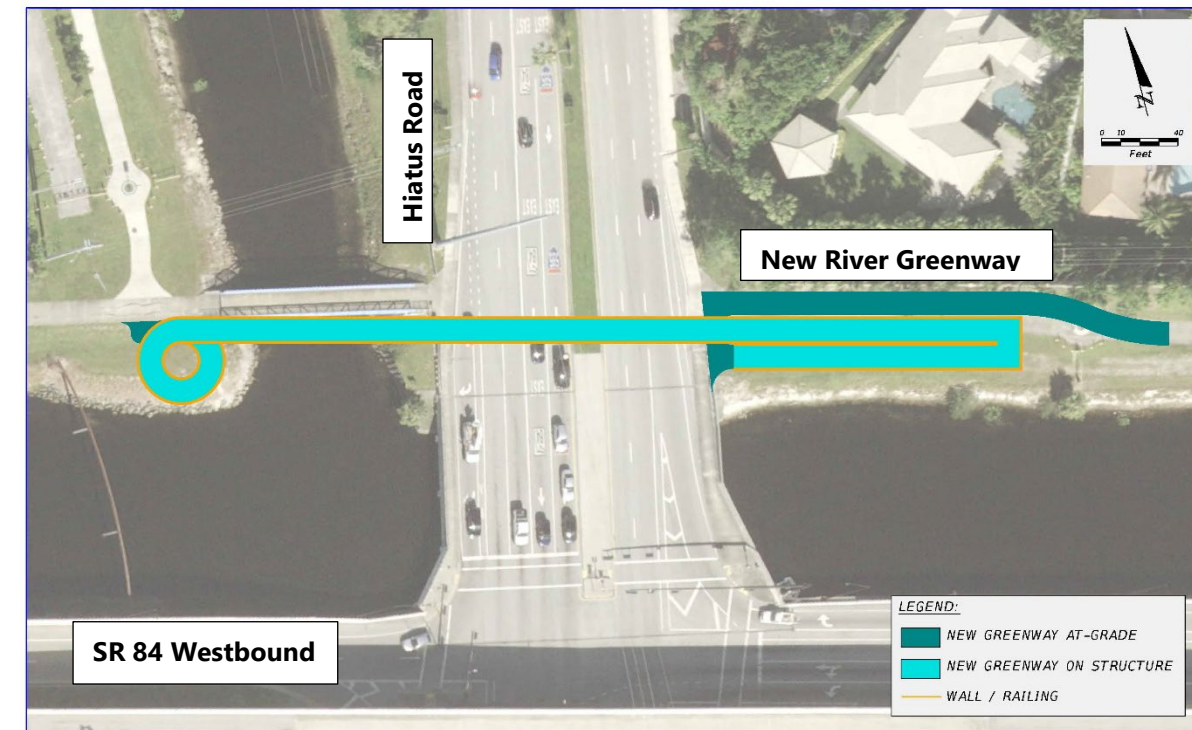 Hiatus Road
N
0 10 40
Feet
New River Greenway
SR 84 Westbound
LEGEND:
NEW GREENWAY AT-GRADE
NEW GREENWAY ON STRUCTURE
WALL / RAILING